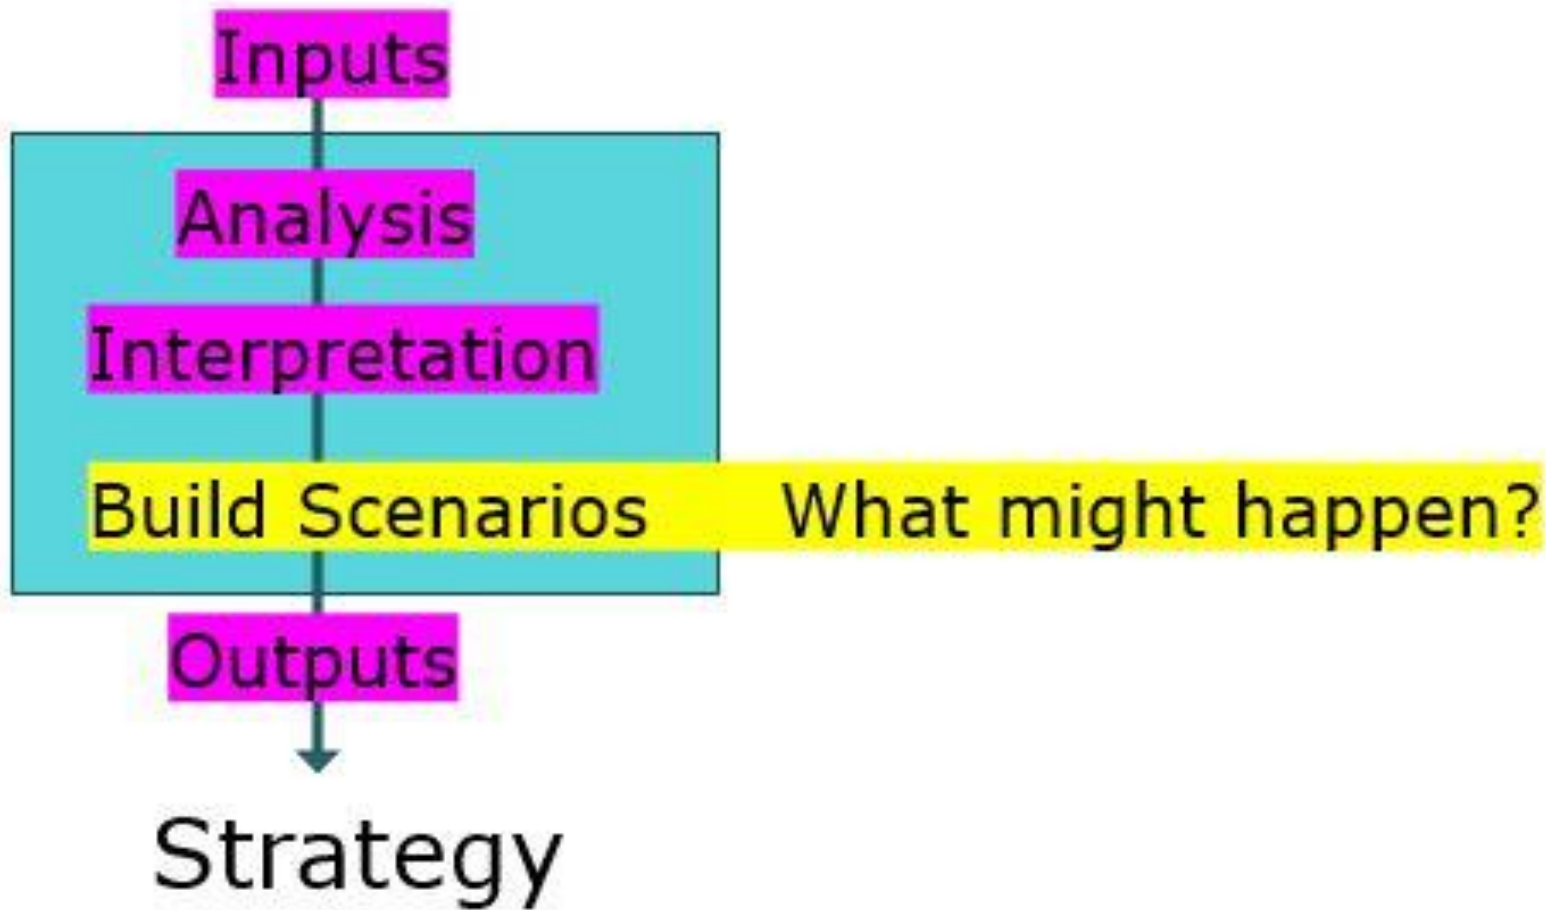 Inputs
Analysis
Interpretation
Build Scenarios What might happen?
Outputs
Strategy